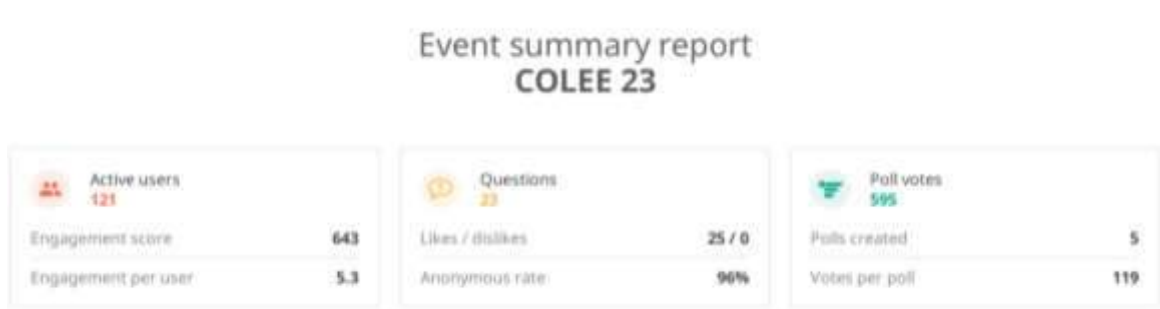 Event summary report
COLEE 23
Active users
121
Engagement score 643
Engagement per user 5.3
Questions
23
Likes / dislikes 25 / 0
Anonymous rate 96%
Poll votes
595
Polls created 5
Votes per poll 119